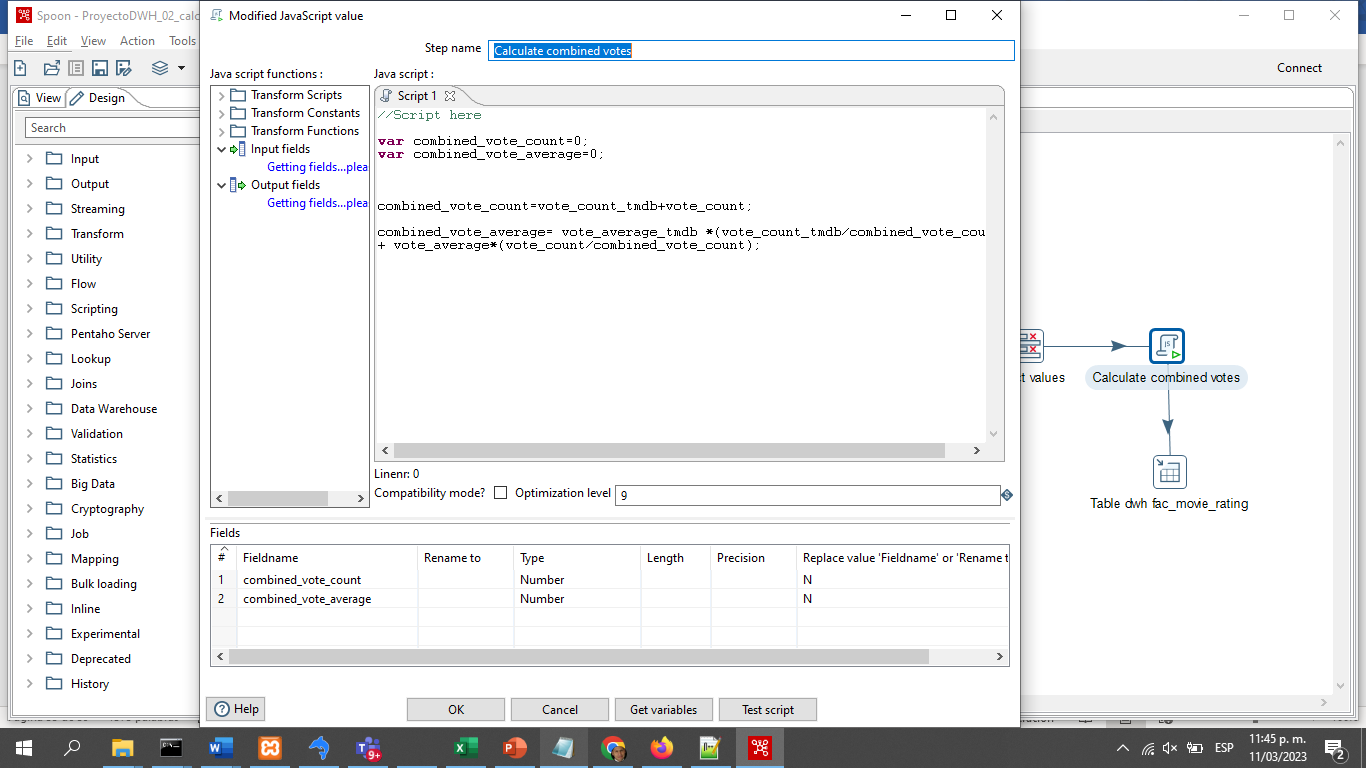 Spoon - ProyectoDWH_02_calc
File Edit View Action Tools
Connect
View Design
Search
Input
Output
Streaming
Transform
Utility
Flow
Scripting
Pentaho Server
Lookup
Joins
Data Warehouse
Validation
Statistics
Big Data
Cryptography
Job
Mapping
Bulk loading
Inline
Experimental
Deprecated
History
Modified JavaScript value
Step name Calculate combined votes
Java script functions :
Transform Scripts
Transform Constants
Transform Functions
Input fields
Getting fields...plea
Output fields
Getting fields...plea
Java script :
Script 1
//Script here
var combined_vote_count=0;
var combined_vote_average=0;
combined_vote_count=vote_count_tmdb+vote_count;
combined_vote_average= vote_average_tmdb *(vote_count_tmdb/combined_vote_cou
+ vote_average*(vote_count/combined_vote_count);
Linenr: 0
Compatibility mode? Optimization level 9
Fields
# Fieldname Rename to Type Length Precision Replace value 'Fieldname' or 'Rename t
1 combined_vote_count Number N
2 combined_vote_average Number N
Help OK Cancel Get variables Test script
t values
Calculate combined votes
Table dwh fac_movie_rating
9+
ESP
11:45 p. m.
11/03/2023
2